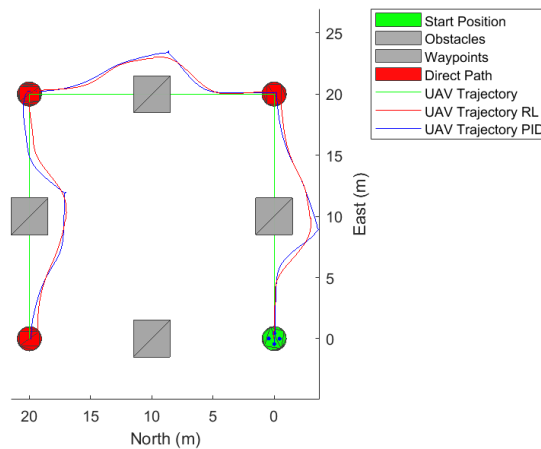 Start Position
Obstacles
Waypoints
Direct Path
UAV Trajectory
UAV Trajectory RL
UAV Trajectory PID
25
20
15
10
5
0
East (m)
20 15 10 5 0
North (m)